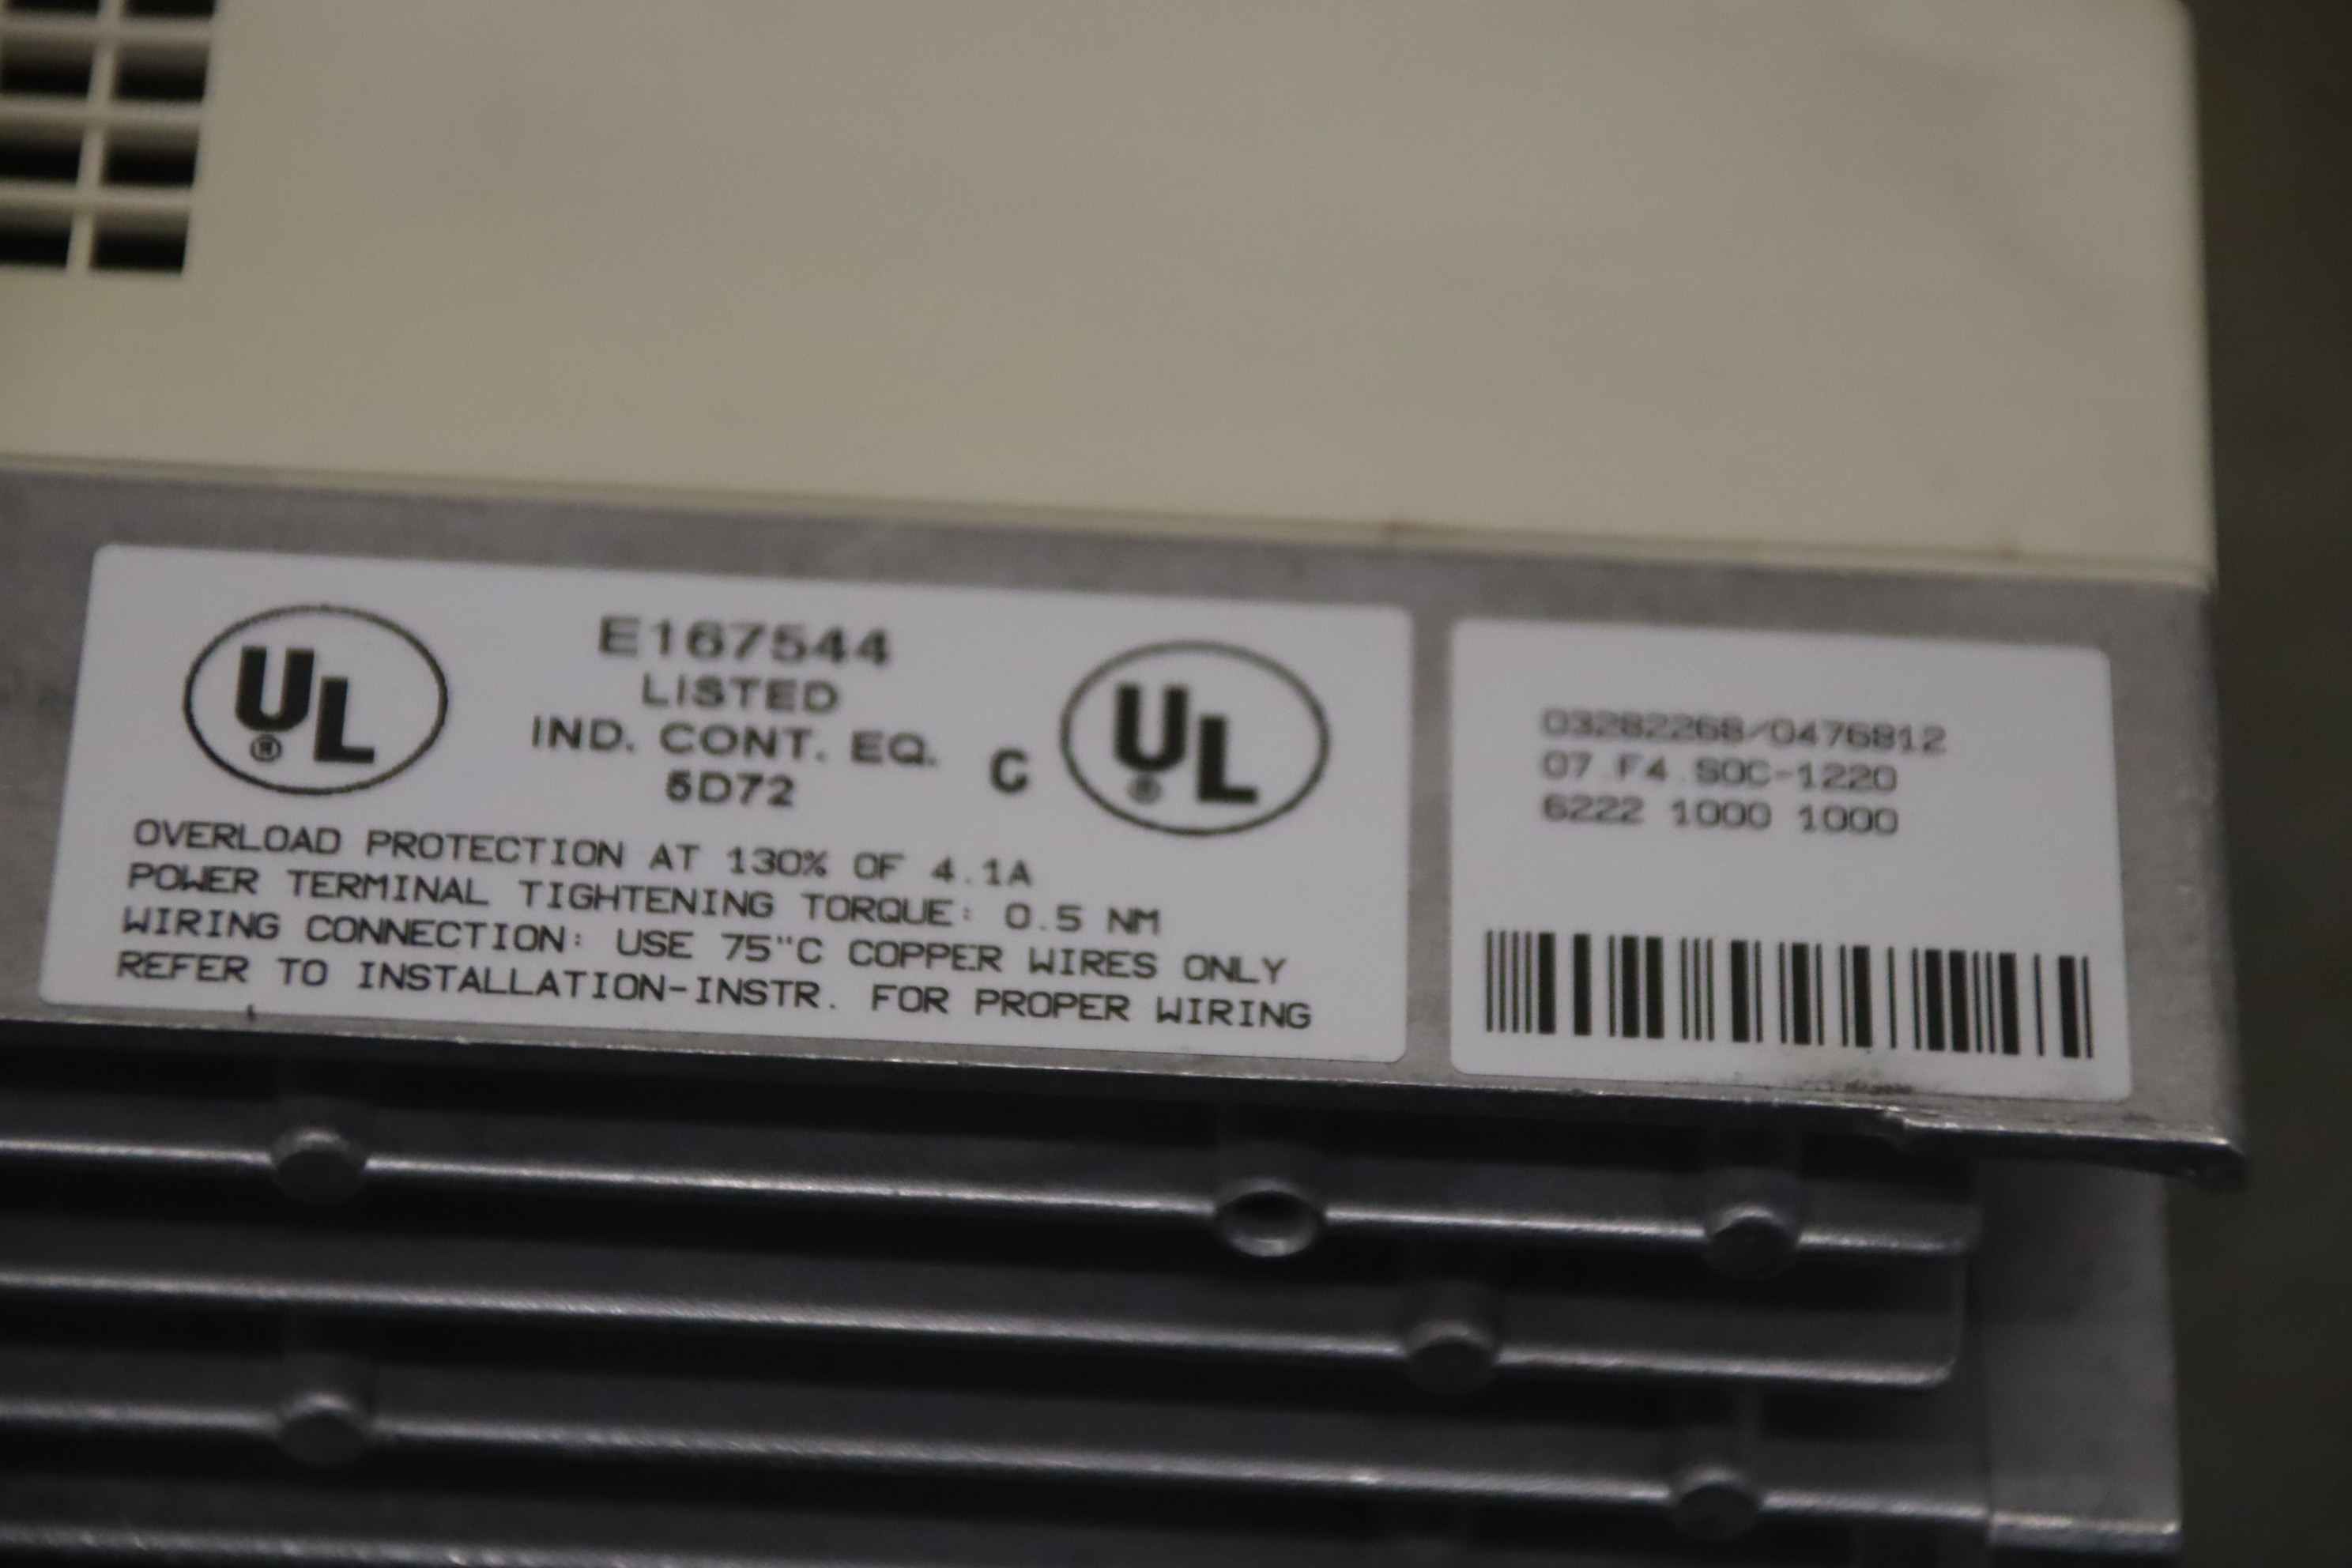 UL
®
E167544
LISTED
IND. CONT. EQ.
5D72
C
UL
®
OVERLOAD PROTECTION AT 130% OF 4.1A
POWER TERMINAL TIGHTENING TORQUE: 0.5 NM
WIRING CONNECTION: USE 75"C COPPER WIRES ONLY
REFER TO INSTALLATION-INSTR. FOR PROPER WIRING
03282268/0476812
07.F4.S0C-1220
6222 1000 1000